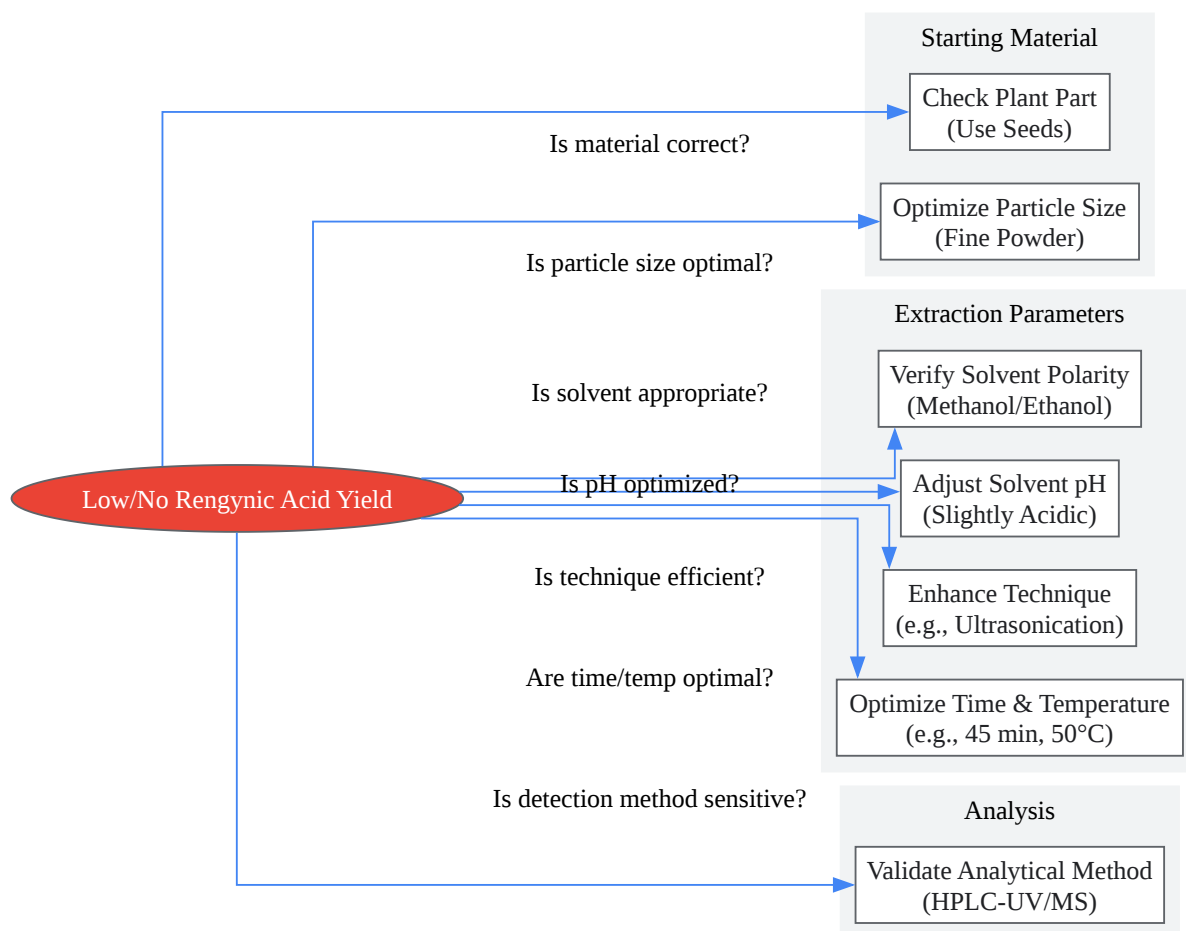 Starting Material
Check Plant Part
(Use Seeds)
Is material correct?
Optimize Particle Size
(Fine Powder)
Is particle size optimal?
Extraction Parameters
Is solvent appropriate?
Verify Solvent Polarity
(Methanol/Ethanol)
Low/No Rengynic Acid Yield
Is pH optimized?
Adjust Solvent pH
(Slightly Acidic)
Is technique efficient?
Enhance Technique
(e.g., Ultrasonication)
Are time/temp optimal?
Optimize Time & Temperature
(e.g., 45 min, 50°C)
Is detection method sensitive?
Analysis
Validate Analytical Method
(HPLC-UV/MS)